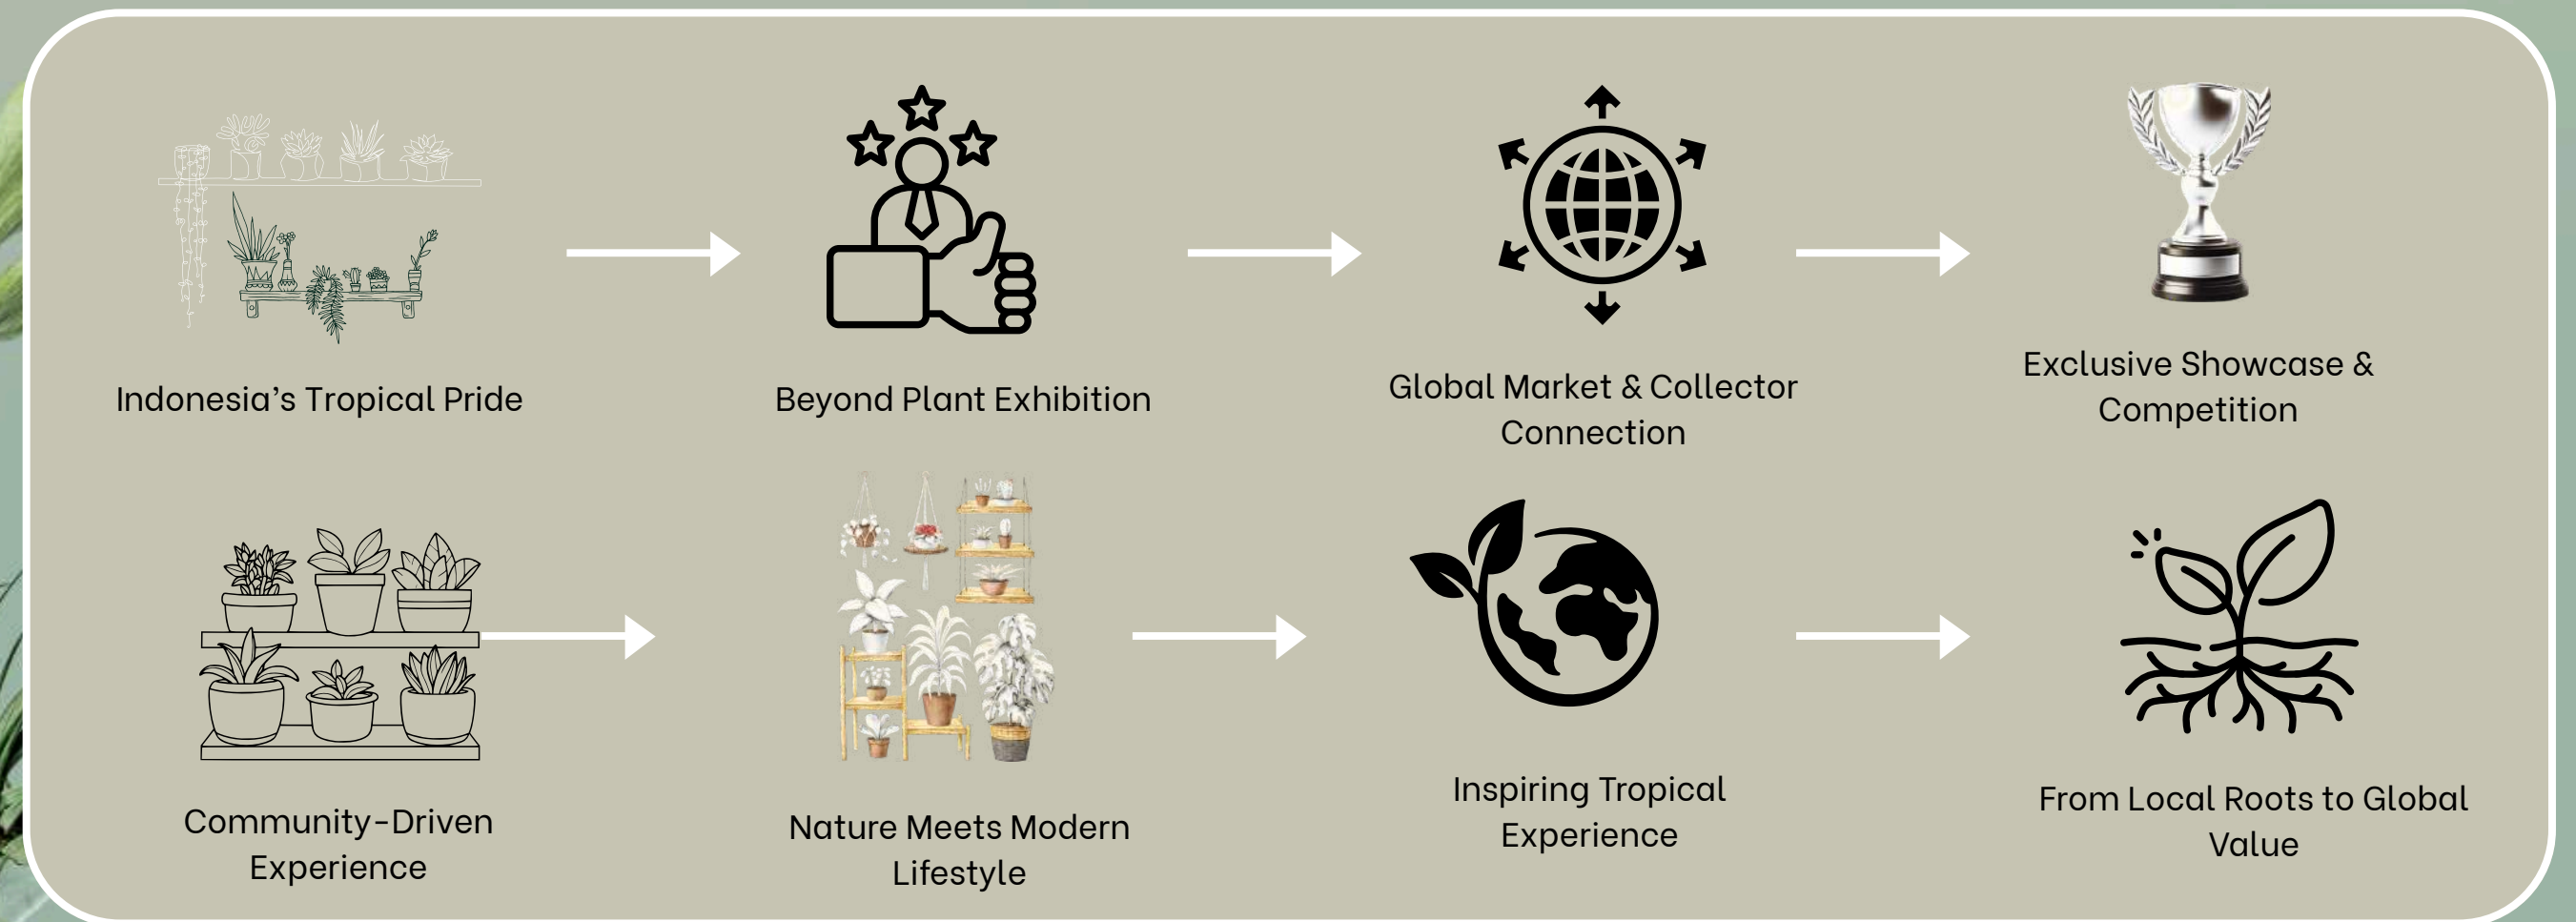 Indonesia’s Tropical Pride
Beyond Plant Exhibition
Global Market & Collector
Connection
Exclusive Showcase &
Competition
Community-Driven
Experience
Nature Meets Modern
Lifestyle
Inspiring Tropical
Experience
From Local Roots to Global
Value